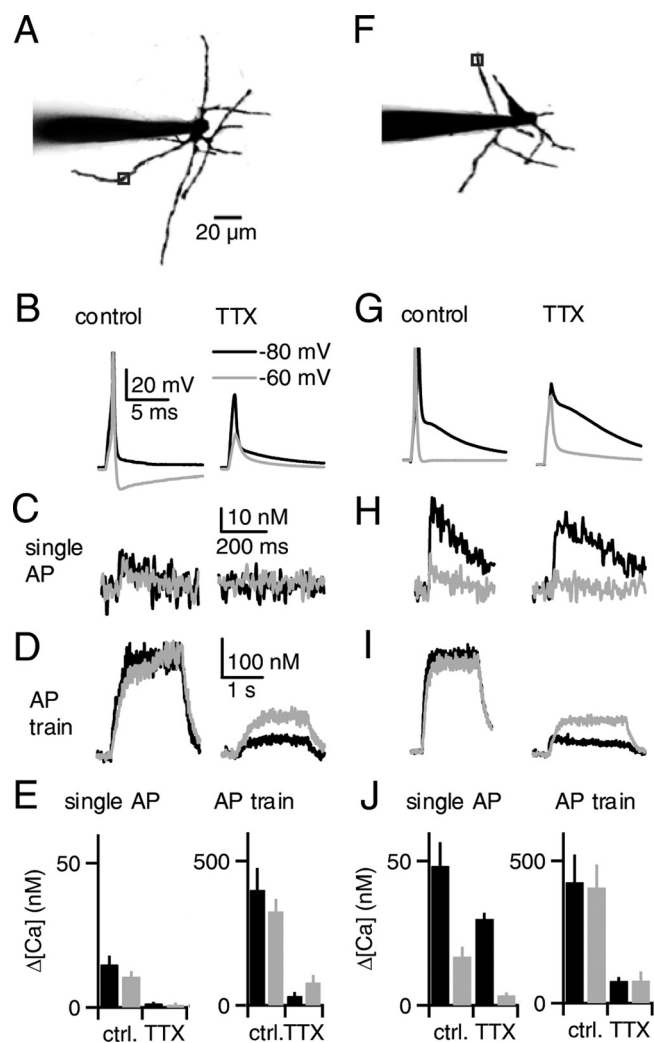 A
F
20 µm
B
control
TTX
-80 mV
-60 mV
20 mV
5 ms
G
control
TTX
C
single
AP
10 nM
200 ms
H
D
AP
train
100 nM
1 s
I
E
single AP
AP train
Δ[Ca] (nM)
50
0
ctrl. TTX
500
0
ctrl.TTX
J
single AP
AP train
Δ[Ca] (nM)
50
0
ctrl. TTX
500
0
ctrl. TTX